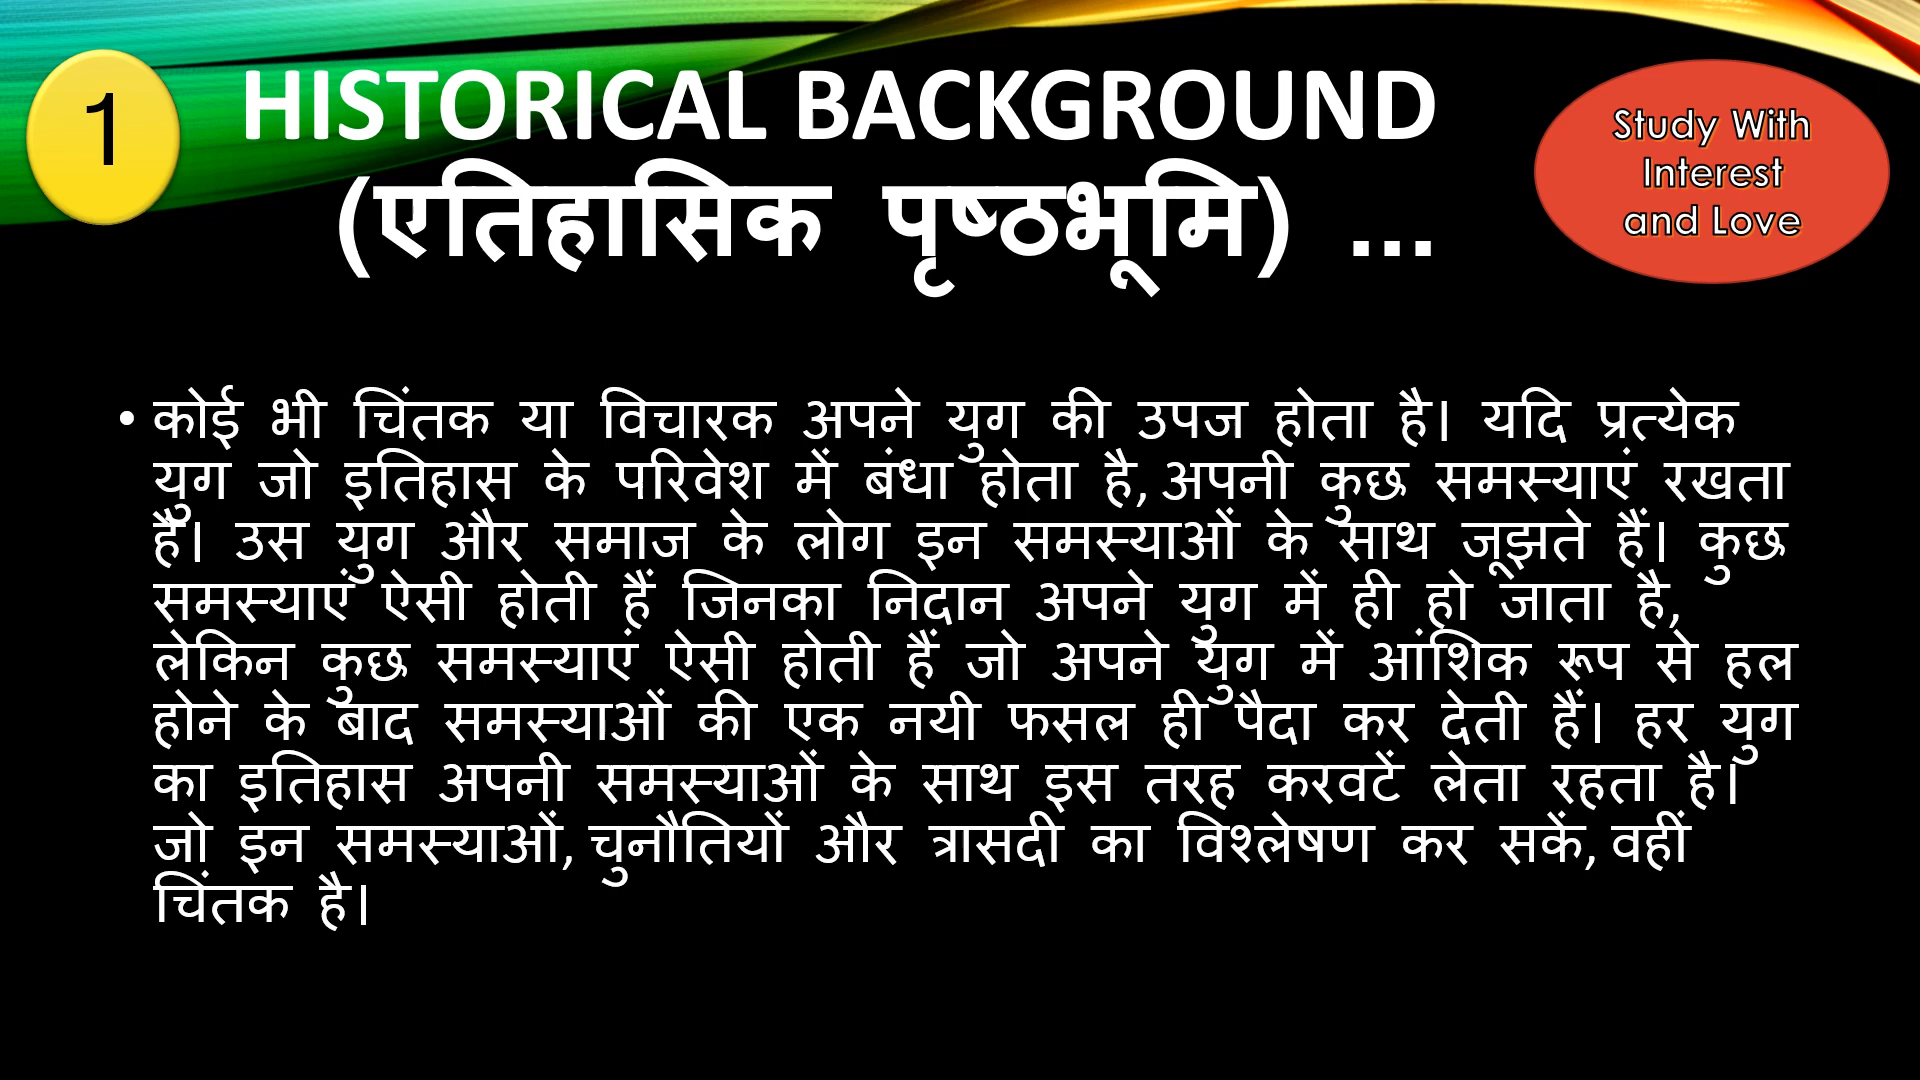 1
HISTORICAL BACKGROUND
(एतिहासिक पृष्ठभूमि) ...
Study With
Interest
and Love
• कोई भी चिंतक या विचारक अपने युग की उपज होता है। यदि प्रत्येक
युग जो इतिहास के परिवेश में बंधा होता है, अपनी कुछ समस्याएं रखता
है। उस युग और समाज के लोग इन समस्याओं के साथ जूझते हैं। कुछ
समस्याएं ऐसी होती हैं जिनका निदान अपने युग में ही हो जाता है,
लेकिन कुछ समस्याएं ऐसी होती हैं जो अपने युग में आंशिक रूप से हल
होने के बाद समस्याओं की एक नयी फसल ही पैदा कर देती हैं। हर युग
का इतिहास अपनी समस्याओं के साथ इस तरह करवटें लेता रहता है।
जो इन समस्याओं, चुनौतियों और त्रासदी का विश्लेषण कर सकें, वहीं
चिंतक है।